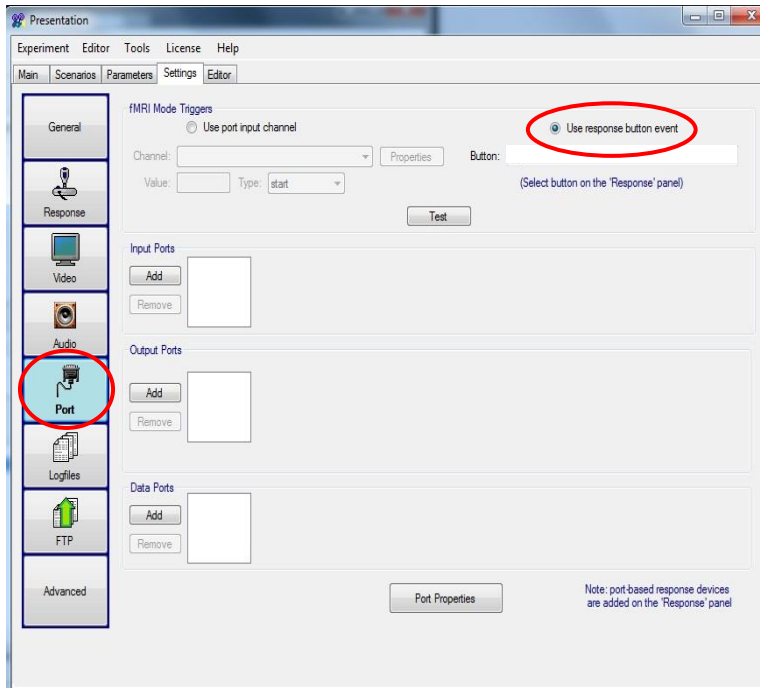 Presentation
Experiment Editor Tools License Help
Main Scenarios Parameters Settings Editor
General
Response
Video
Audio
Port
Logfiles
FTP
Advanced
fMRI Mode Triggers
Use port input channel
Use response button event
Channel: Properties Button:
Value: Type: start
(Select button on the 'Response' panel)
Test
Input Ports
Add
Remove
Output Ports
Add
Remove
Data Ports
Add
Remove
Port Properties
Note: port-based response devices
are added on the 'Response' panel